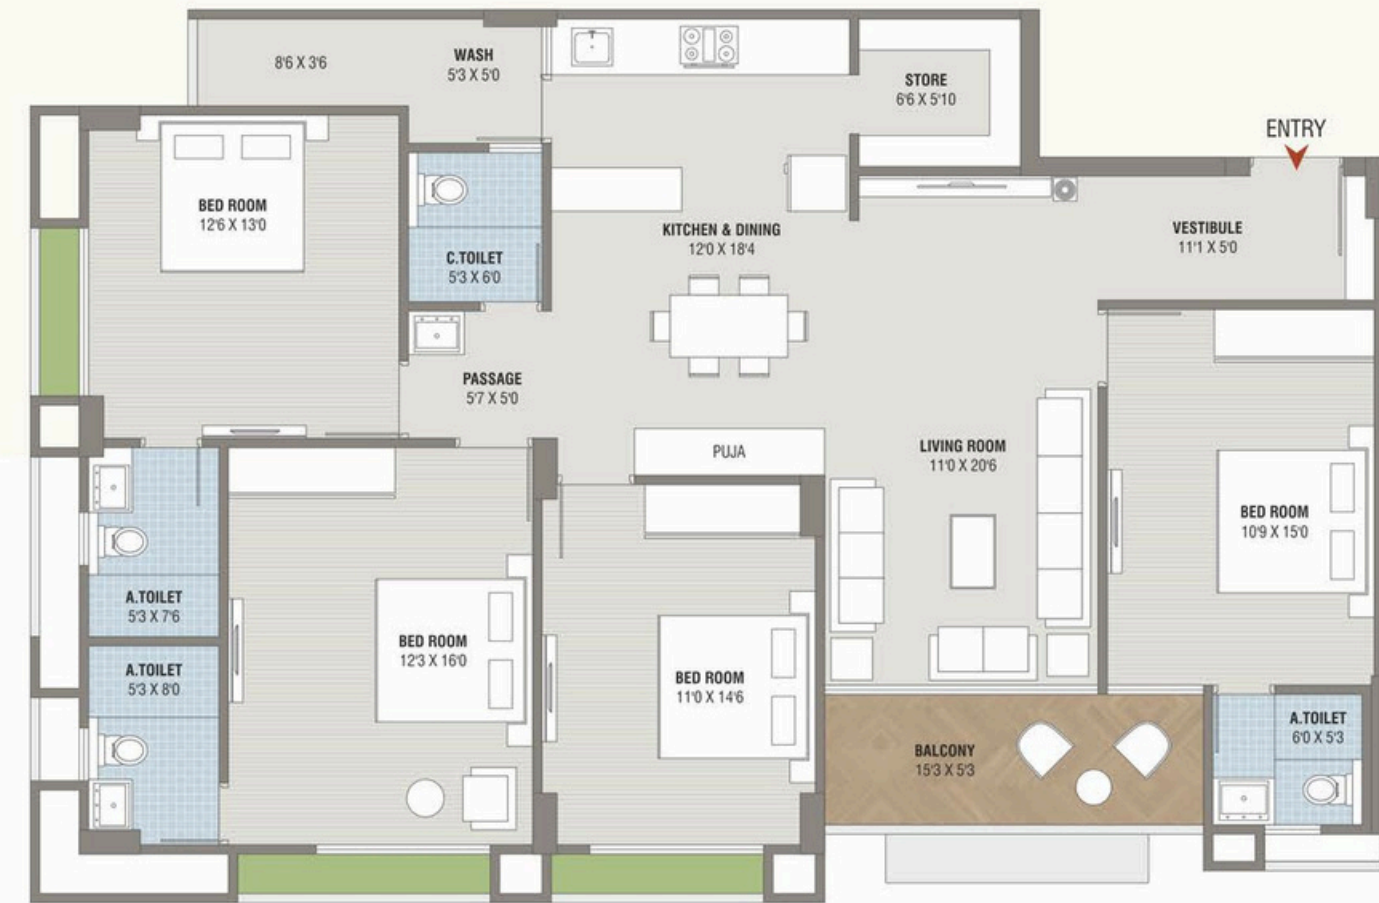 8'6 X 3'6
WASH
5'3 X 5'0
STORE
6'6 X 5'10
ENTRY
BED ROOM
12'6 X 13'0
C.TOILET
5'3 X 6'0
KITCHEN & DINING
12'0 X 18'4
VESTIBULE
11'1 X 5'0
PASSAGE
5'7 X 5'0
PUJA
LIVING ROOM
11'0 X 20'6
BED ROOM
10'9 X 15'0
A.TOILET
5'3 X 7'6
A.TOILET
5'3 X 8'0
BED ROOM
12'3 X 16'0
BED ROOM
11'0 X 14'6
BALCONY
15'3 X 5'3
A.TOILET
6'0 X 5'3